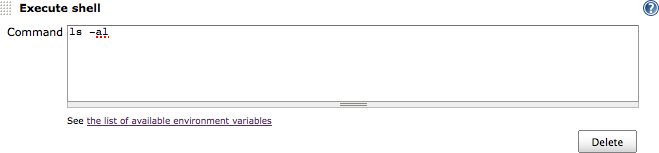 Execute shell
Command ls -al
See the list of available environment variables
Delete